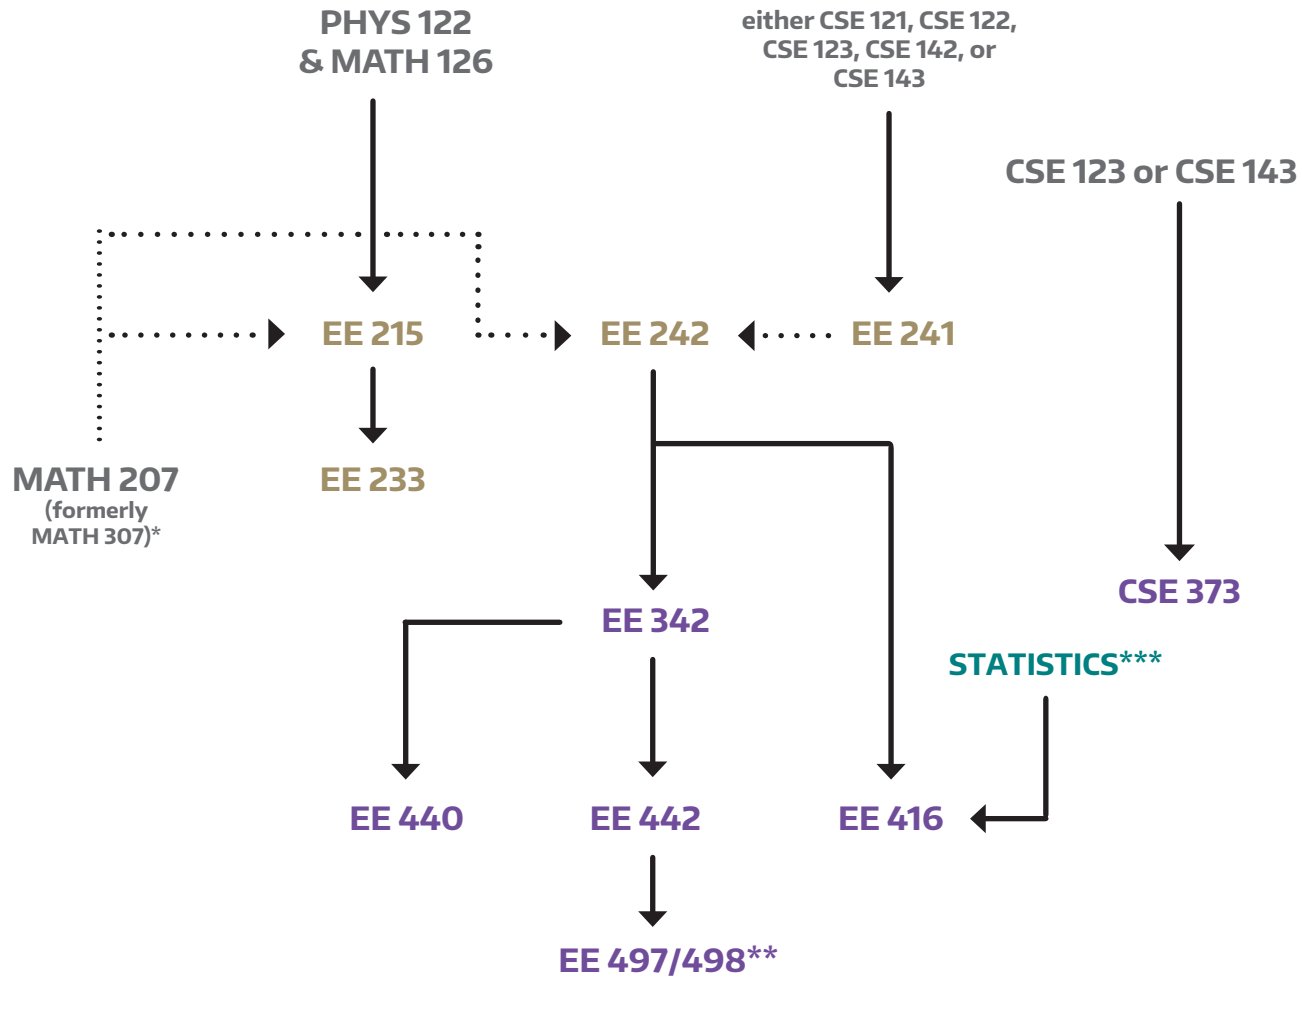 PHYS 122
& MATH 126
either CSE 121, CSE 122,
CSE 123, CSE 142, or
CSE 143
CSE 123 or CSE 143
EE 215
EE 242
EE 241
MATH 207
(formerly
MATH 307)*
EE 233
CSE 373
EE 342
STATISTICS***
EE 440
EE 442
EE 416
EE 497/498**